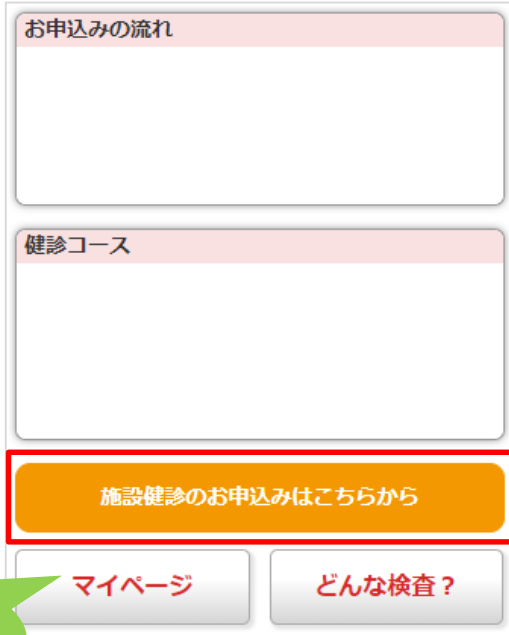 お申込みの流れ
健診コース
施設健診のお申込みはこちらから
マイページ
どんな検査？